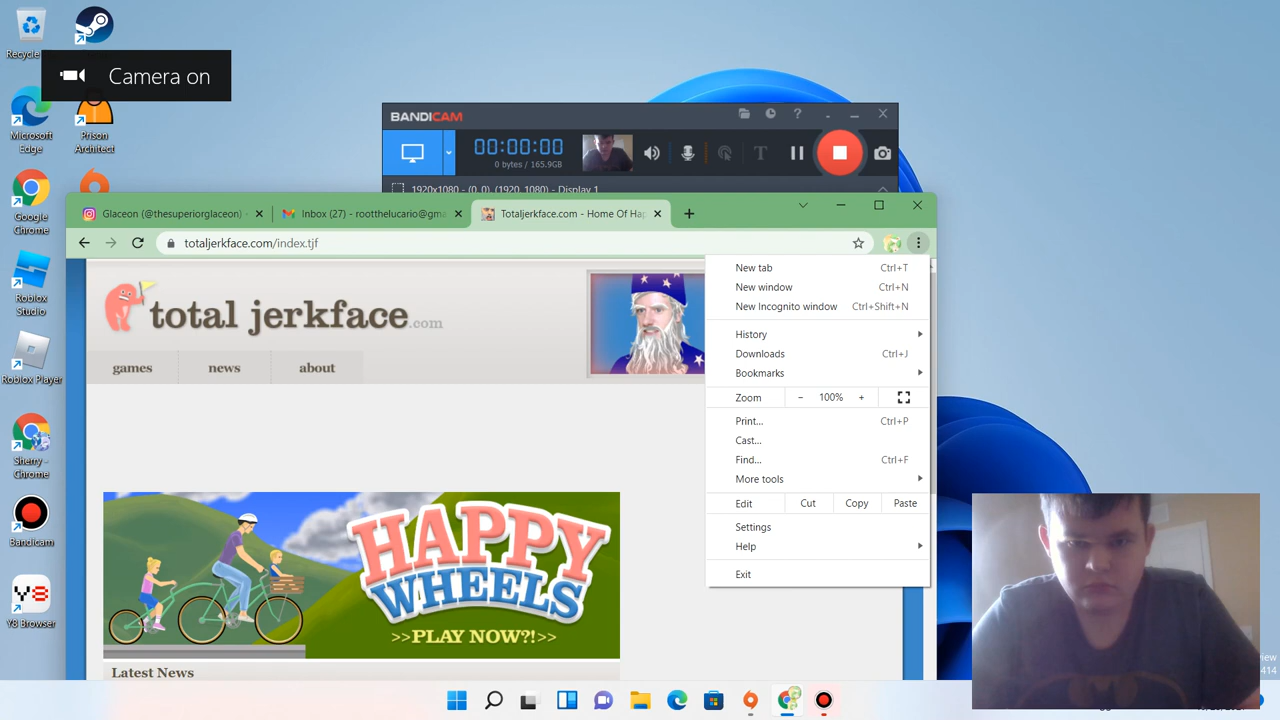 Recycle
Camera on
Microsoft
Edge
Prison
Architect
Google
Chrome
Roblox
Studio
Roblox Player
Sherry -
Chrome
Bandicam
Y8
Y8 Browser
BANDICAM
?
00:00:00
0 bytes / 165.9GB
T
1920x1080 - (0, 0), (1920, 1080) - Display 1
Glaceon (@thesuperiorglaceon)
Inbox (27) - rootthelucario@gma
Totaljerkface.com - Home Of Hap
totaljerkface.com/index.tjf
total jerkface.com
games
news
about
New tab Ctrl+T
New window Ctrl+N
New Incognito window Ctrl+Shift+N
History
Downloads Ctrl+J
Bookmarks
Zoom − 100% +
Print... Ctrl+P
Cast...
Find... Ctrl+F
More tools
Edit Cut Copy Paste
Settings
Help
Exit
HAPPY
WHEELS
>>PLAY NOW?!>>
Latest News